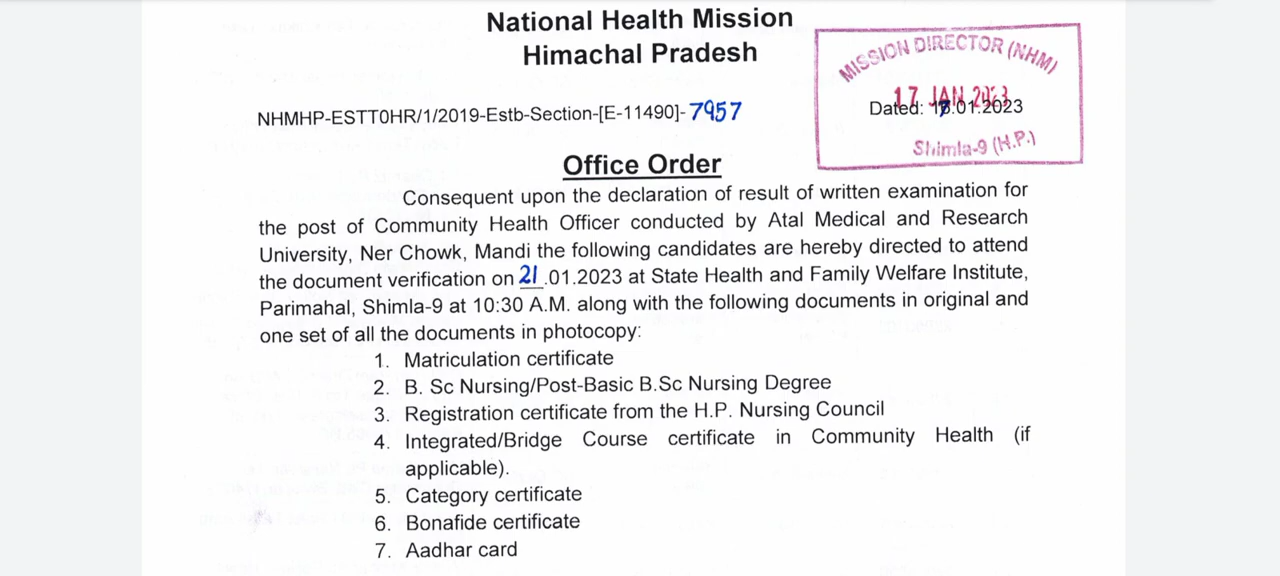 National Health Mission
Himachal Pradesh
MISSION DIRECTOR (NHM)
17 JAN 2023
Dated: 17.01.2023
Shimla-9 (H.P.)
NHMHP-ESTT0HR/1/2019-Estb-Section-[E-11490]-7957
Office Order
Consequent upon the declaration of result of written examination for
the post of Community Health Officer conducted by Atal Medical and Research
University, Ner Chowk, Mandi the following candidates are hereby directed to attend
the document verification on 21.01.2023 at State Health and Family Welfare Institute,
Parimahal, Shimla-9 at 10:30 A.M. along with the following documents in original and
one set of all the documents in photocopy:
1. Matriculation certificate
2. B. Sc Nursing/Post-Basic B.Sc Nursing Degree
3. Registration certificate from the H.P. Nursing Council
4. Integrated/Bridge Course certificate in Community Health (if
applicable).
5. Category certificate
6. Bonafide certificate
7. Aadhar card